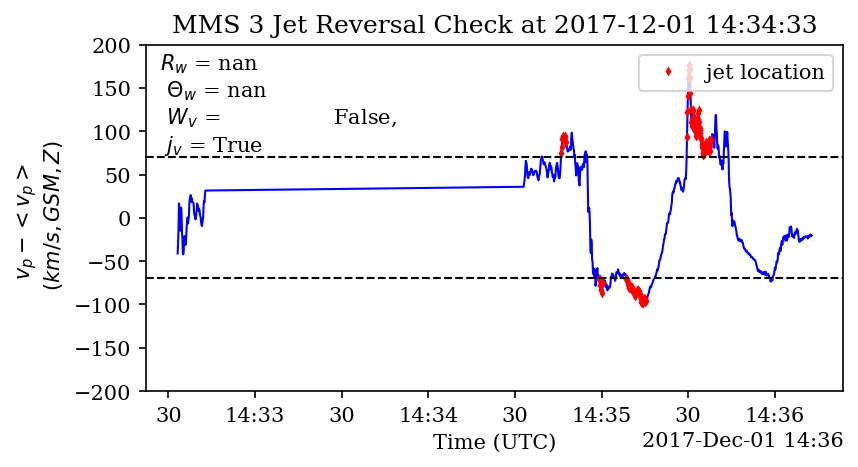 MMS 3 Jet Reversal Check at 2017-12-01 14:34:33
200
150
100
50
0
−50
−100
−150
−200
v_p − < v_p >
(km/s, GSM, Z)
R_w = nan
Θ_w = nan
W_v = False,
j_v = True
jet location
30 14:33 30 14:34 30 14:35 30 14:36
Time (UTC)
2017-Dec-01 14:36